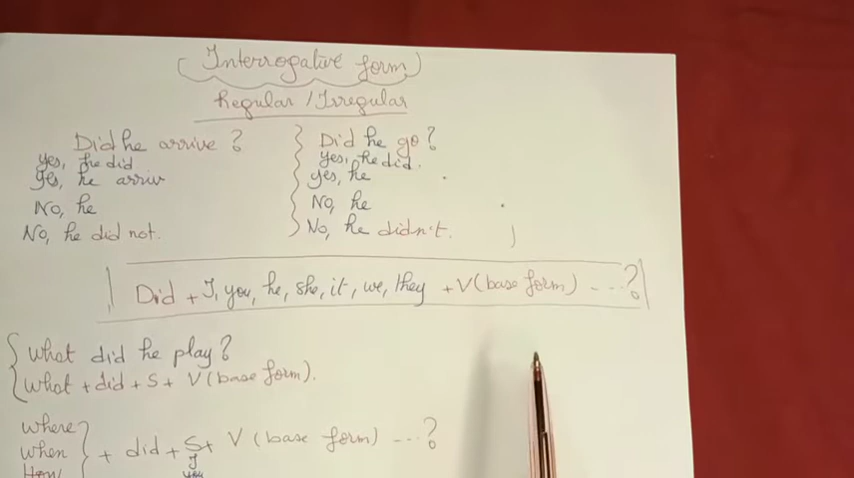 Interrogative form
Regular / Irregular
Did he arrive ?
yes, he did
yes, he arriv
No, he
No, he did not.
Did he go ?
Yes, he did.
yes, he
No, he
No, he didn't.
Did + I, you, he, she, it, we, they + V (base form) - ...?
what did he play?
what + did + S + V (base form).
where
when
How
+ did + S + V (base form) - ...?
I
you